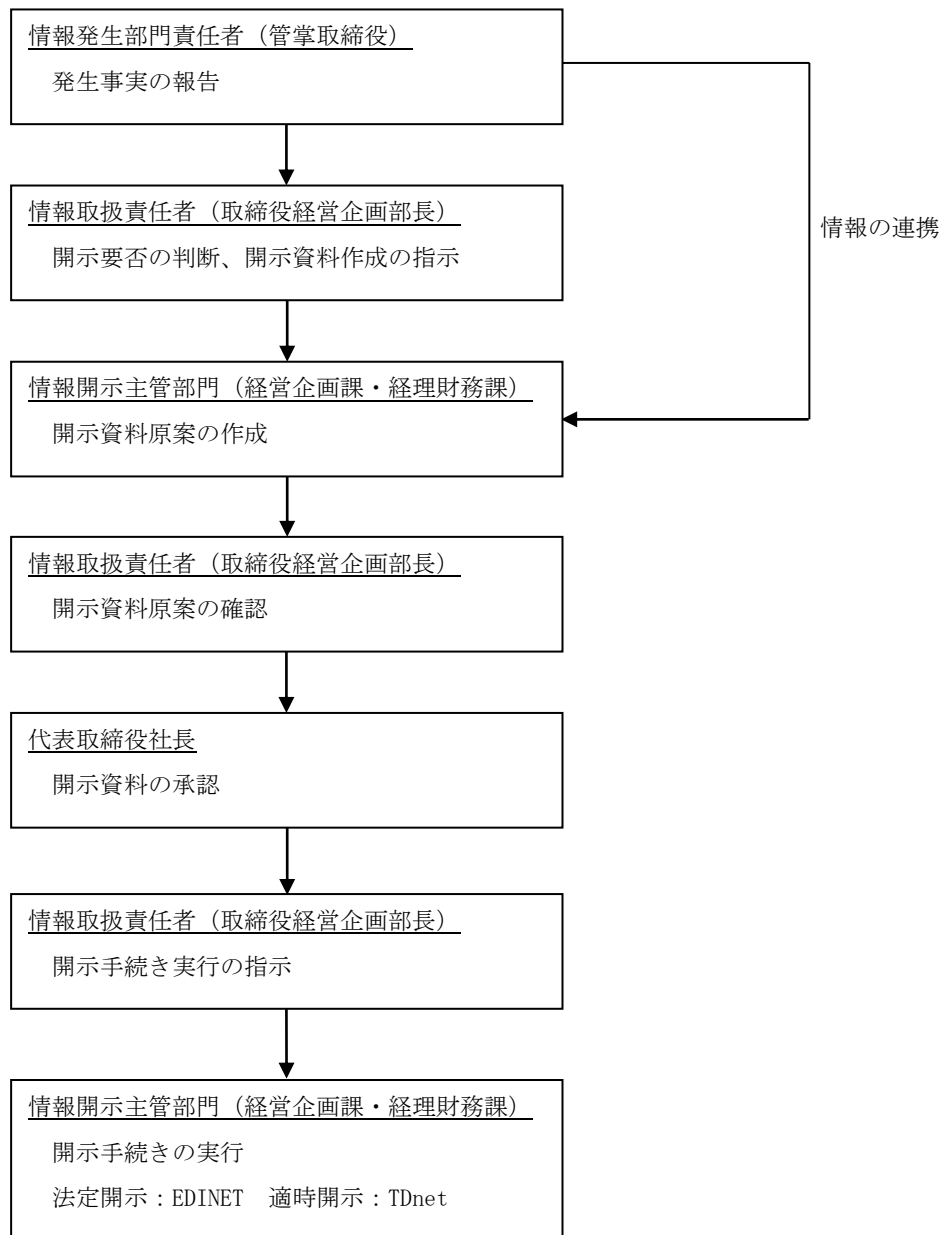 情報発生部門責任者（管掌取締役）
発生事実の報告
情報取扱責任者（取締役経営企画部長）
開示要否の判断、開示資料作成の指示
情報の連携
情報開示主管部門（経営企画課・経理財務課）
開示資料原案の作成
情報取扱責任者（取締役経営企画部長）
開示資料原案の確認
代表取締役社長
開示資料の承認
情報取扱責任者（取締役経営企画部長）
開示手続き実行の指示
情報開示主管部門（経営企画課・経理財務課）
開示手続きの実行
法定開示：EDINET　適時開示：TDnet